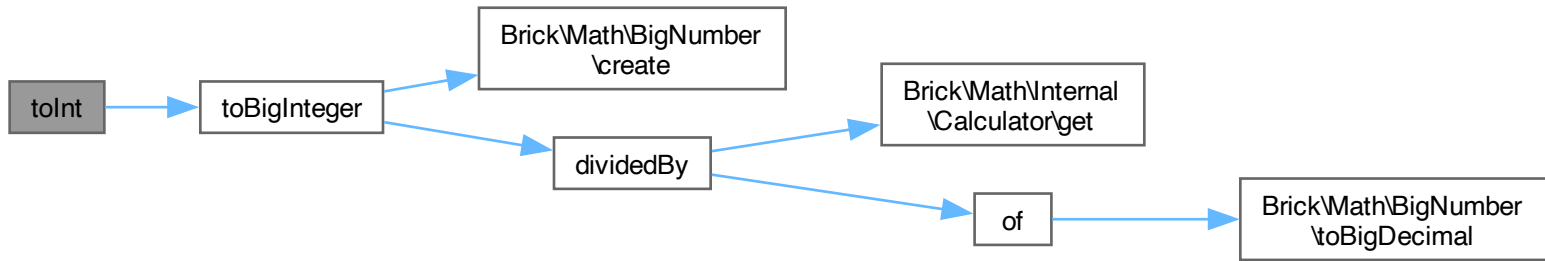 toInt
toBigInteger
Brick\Math\BigNumber
\create
dividedBy
Brick\Math\Internal
\Calculator\get
of
Brick\Math\BigNumber
\toBigDecimal